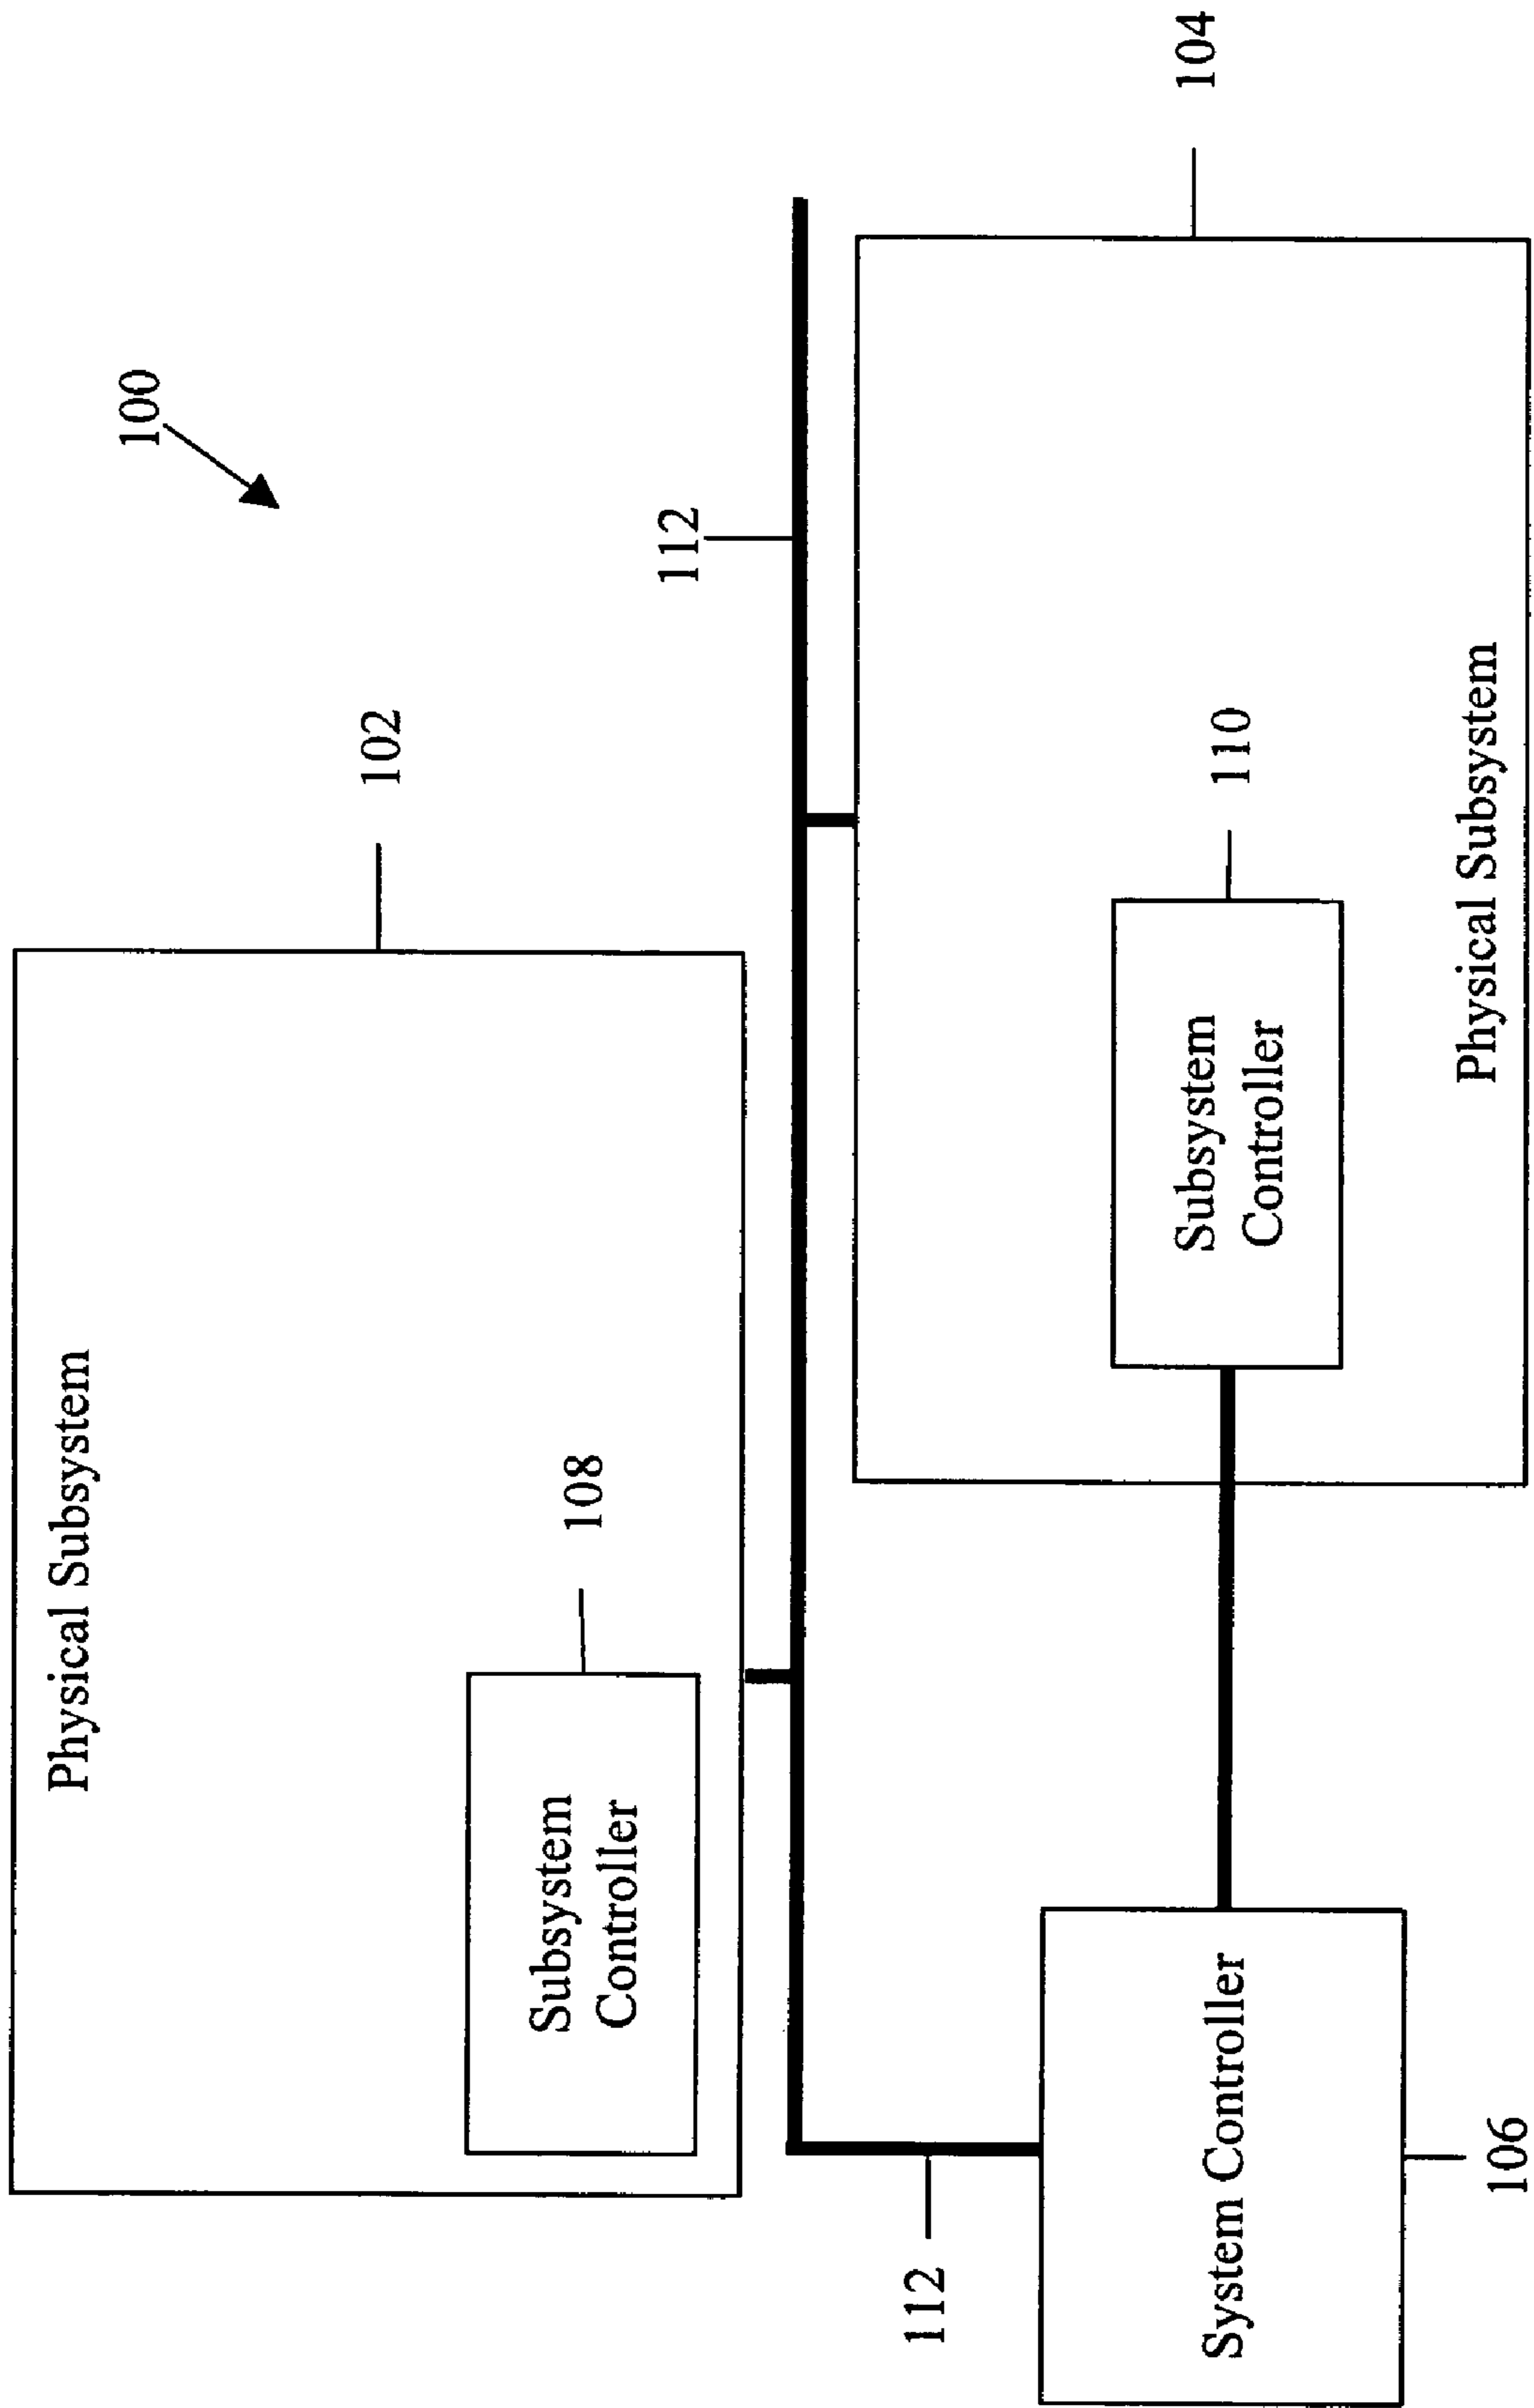 100
Physical Subsystem
102
Subsystem
Controller
108
112
104
Subsystem
Controller
110
Physical Subsystem
112
System Controller
106